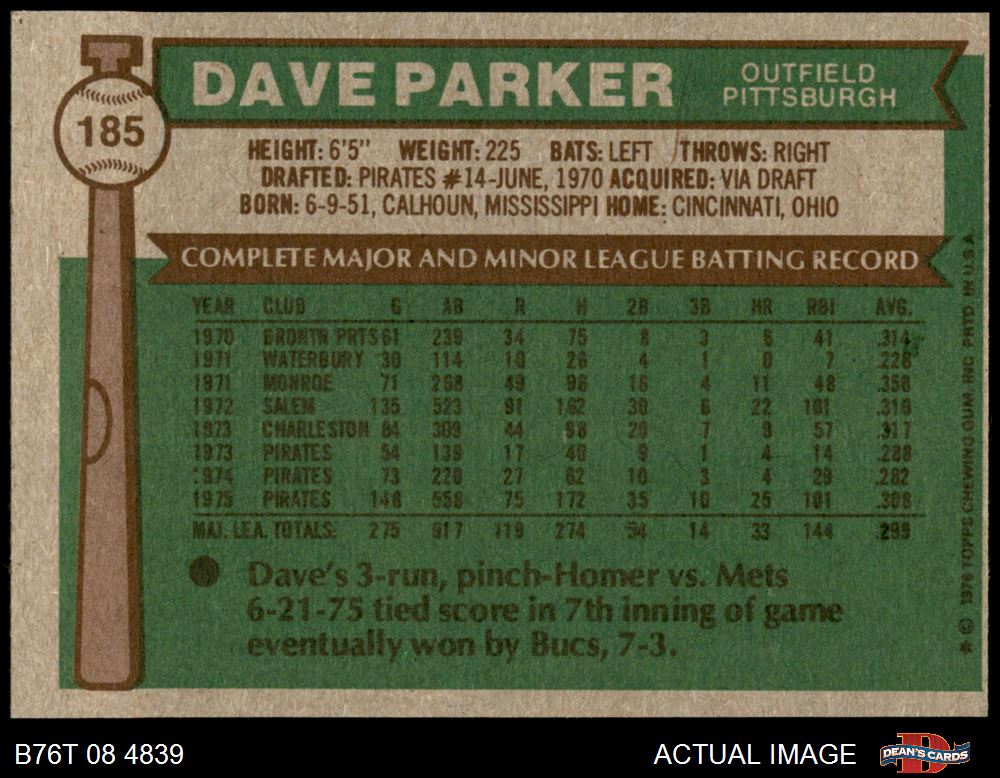 185
DAVE PARKER
OUTFIELD
PITTSBURGH
HEIGHT: 6'5" WEIGHT: 225 BATS: LEFT THROWS: RIGHT
DRAFTED: PIRATES #14-JUNE, 1970 ACQUIRED: VIA DRAFT
BORN: 6-9-51, CALHOUN, MISSISSIPPI HOME: CINCINNATI, OHIO
COMPLETE MAJOR AND MINOR LEAGUE BATTING RECORD
YEAR CLUB G AB R H 2B 3B HR RBI AVG.
1970 BRDNTN PRTS 61 239 34 75 8 3 6 41 .314
1971 WATERBURY 30 114 10 26 4 1 0 7 .228
1971 MONROE 71 268 49 96 16 4 11 48 .358
1972 SALEM 135 523 91 162 30 6 22 101 .310
1973 CHARLESTON 84 309 44 98 20 7 9 57 .317
1973 PIRATES 54 139 17 40 9 1 4 14 .288
1974 PIRATES 73 220 27 62 10 3 4 29 .282
1975 PIRATES 148 558 75 172 35 10 25 101 .308
MAJ. LEA. TOTALS: 275 917 119 274 54 14 33 144 .299
Dave's 3-run, pinch-Homer vs. Mets
6-21-75 tied score in 7th inning of game
eventually won by Bucs, 7-3.
* © 1976 TOPPS CHEWING GUM, INC. PRTD. IN U.S.A.
B76T 08 4839
ACTUAL IMAGE
DEAN'S CARDS